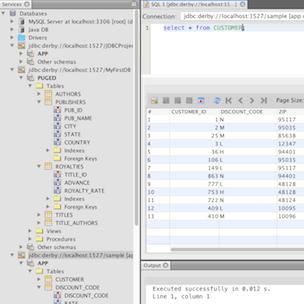 Services
Databases
MySQL Server at localhost:3306 [root]
Java DB
Drivers
jdbc:derby://localhost:1527/JDBCProje
APP
Other schemas
jdbc:derby://localhost:1527/MyFirstDB
PUGED
Tables
AUTHORS
PUBLISHERS
PUB_ID
PUB_NAME
CITY
STATE
COUNTRY
Indexes
Foreign Keys
ROYALTIES
TITLE_ID
ADVANCE
ROYALTY_RATE
Indexes
Foreign Keys
TITLES
TITLE_AUTHORS
Views
Procedures
Other schemas
jdbc:derby://localhost:1527/sample [ap
APP
Tables
CUSTOMER
DISCOUNT_CODE
DISCOUNT_CODE
RATE
SQL 1 [jdbc:derby://localhost:15...]
Connection: jdbc:derby://localhost:1527/sample [app o
1 select * from CUSTOMER;
Page Size:
# CUSTOMER_ID DISCOUNT_CODE ZIP
1 1 N 95117
2 2 M 95035
3 25 M 85638
4 3 L 12347
5 36 H 94401
6 106 L 95035
7 149 L 95117
8 863 N 94401
9 777 L 48128
10 753 H 48128
11 722 N 48124
12 409 L 10095
13 410 M 10096
Output
Executed successfully in 0.012 s.
Line 1, column 1